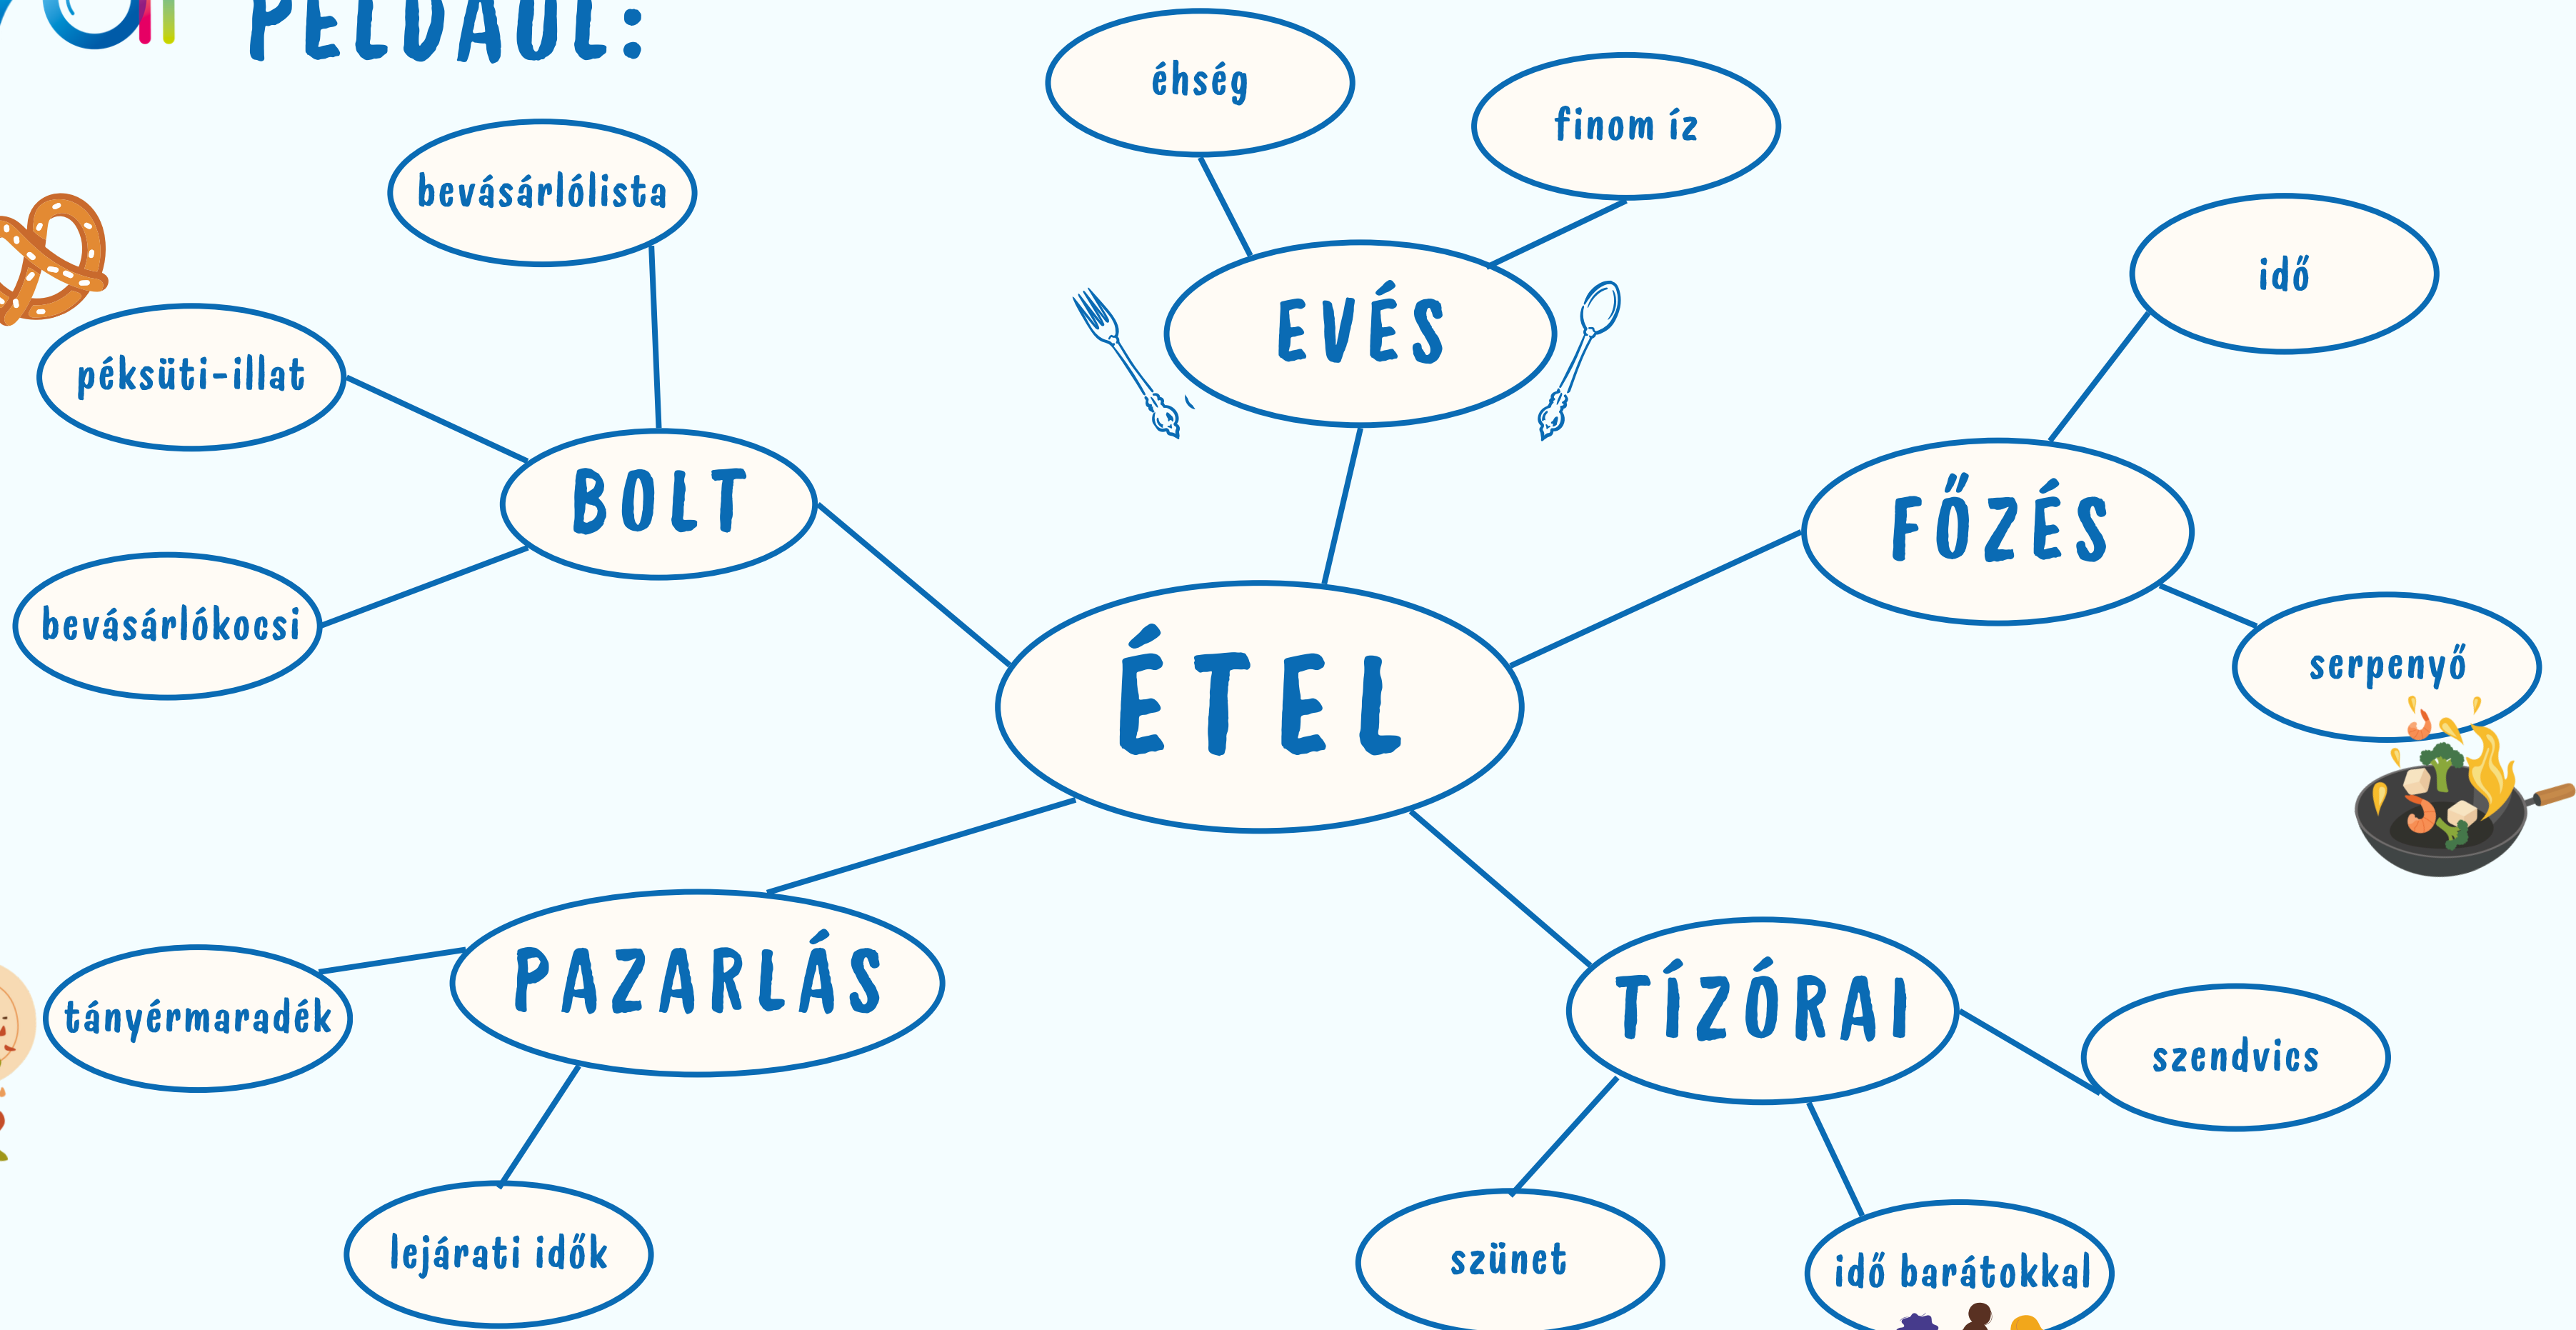 PÉLDÁUL:
éhség
finom íz
bevásárlólista
idő
EVÉS
péksüti-illat
BOLT
FŐZÉS
bevásárlókocsi
serpenyő
ÉTEL
PAZARLÁS
TÍZÓRAI
tányérmaradék
szendvics
lejárati idők
szünet
idő barátokkal